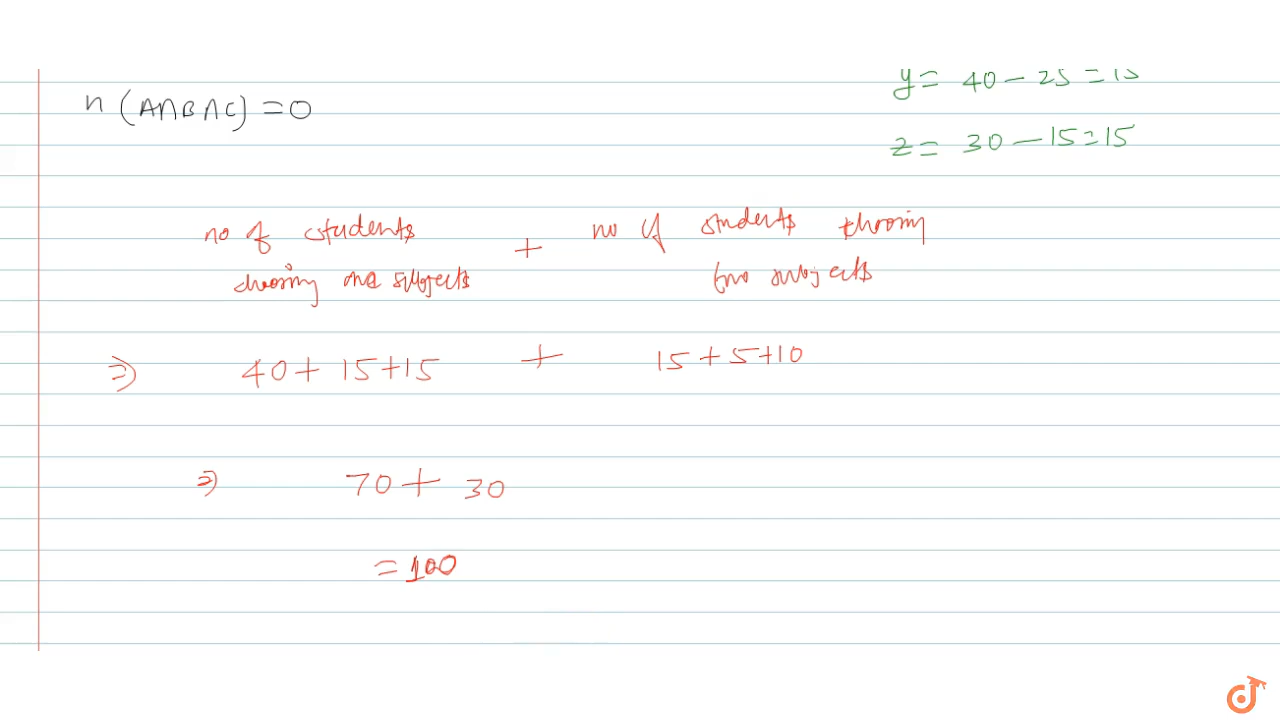 y = 40 - 25 = 15
n (A∩B∩C) = 0
z = 30 - 15 = 15
no of students + no of students choosing
choosing one subjects two subjects
⇒ 40 + 15 + 15 + 15 + 5 + 10
⇒ 70 + 30
= 100